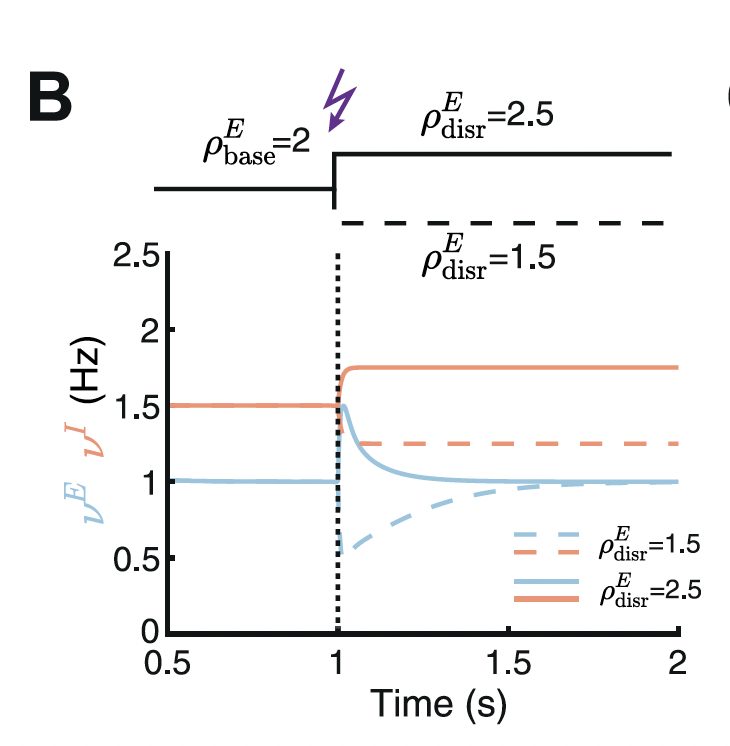 B
ρ^E_base=2
ρ^E_disr=2.5
ρ^E_disr=1.5
2.5
2
1.5
1
0.5
0
ν^E ν^I (Hz)
ρ^E_disr=1.5
ρ^E_disr=2.5
0.5 1 1.5 2
Time (s)